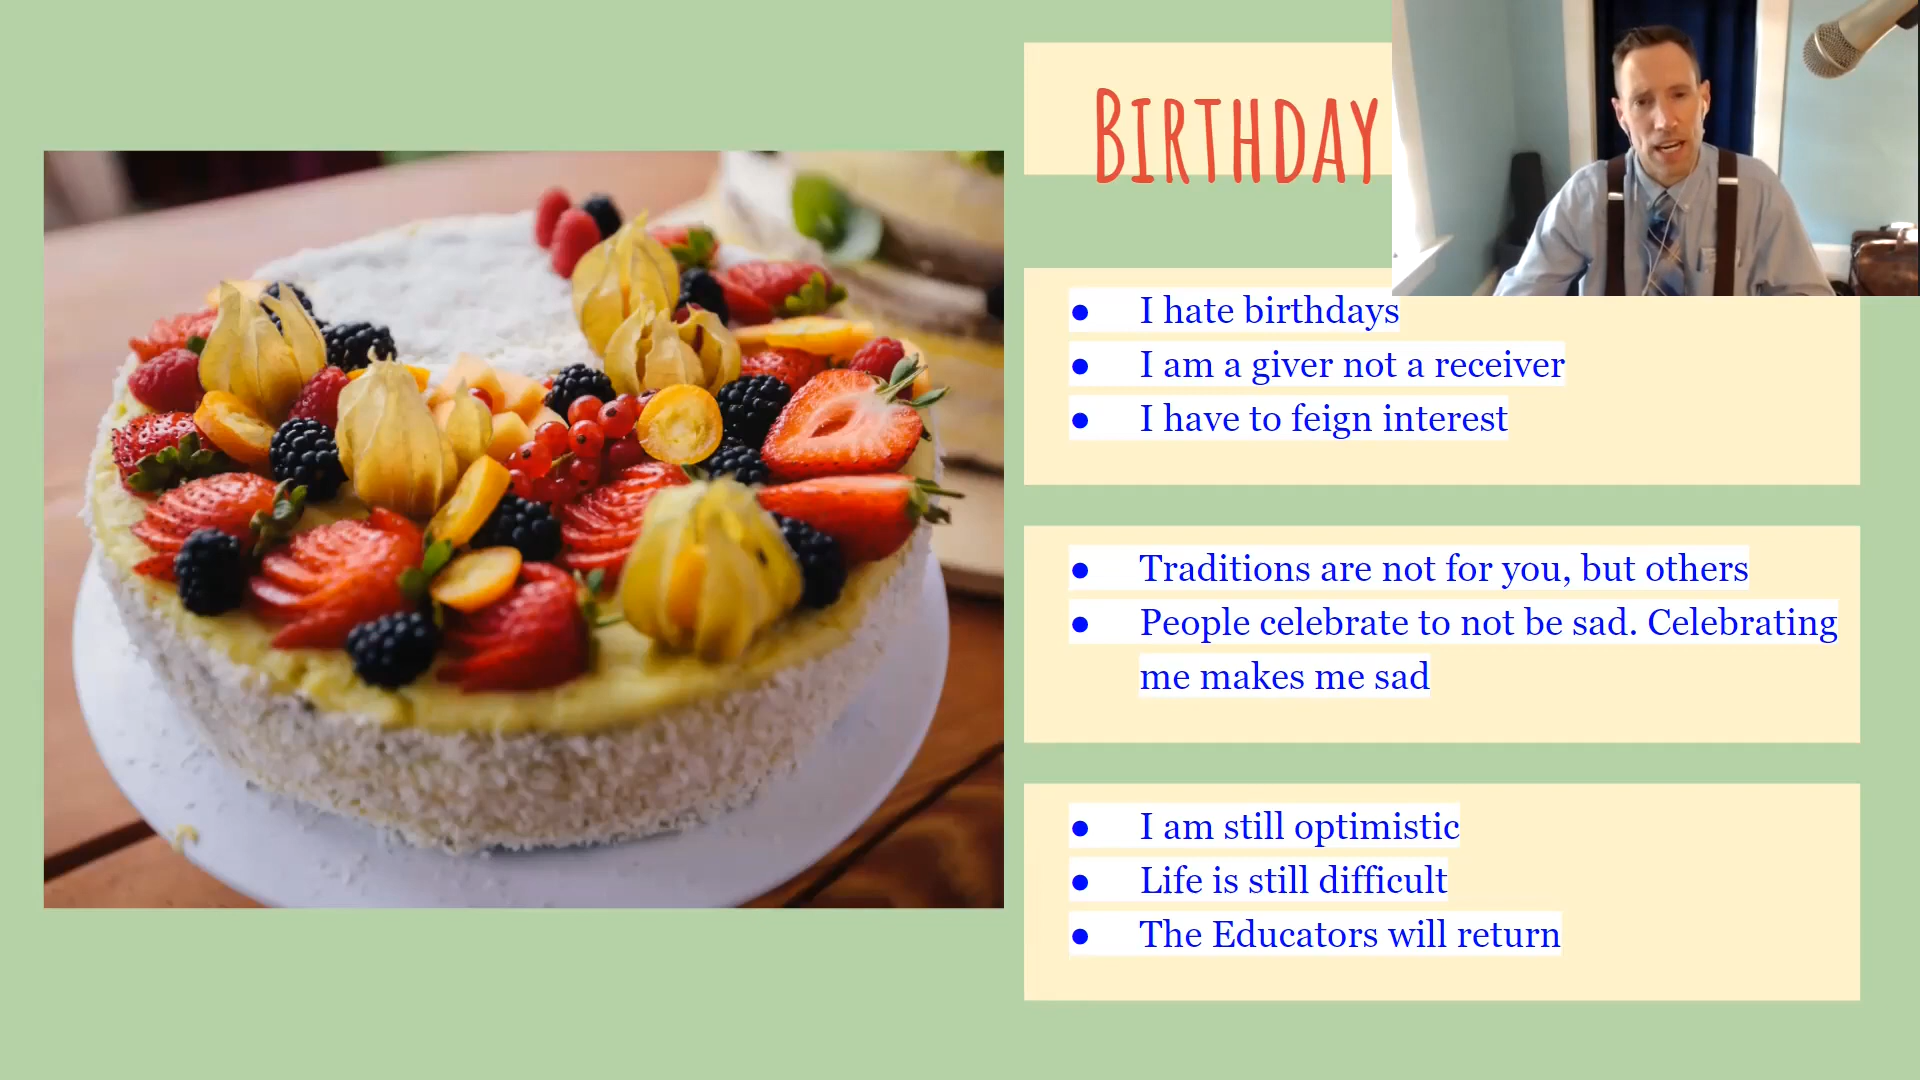 BIRTHDAY
● I hate birthdays
● I am a giver not a receiver
● I have to feign interest
● Traditions are not for you, but others
● People celebrate to not be sad. Celebrating
me makes me sad
● I am still optimistic
● Life is still difficult
● The Educators will return